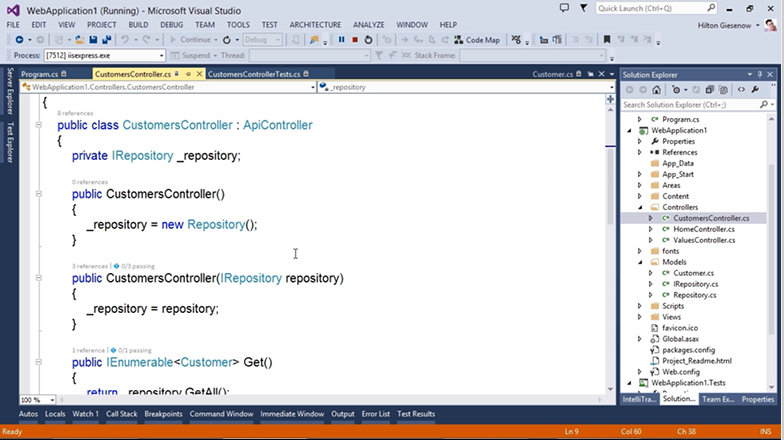 WebApplication1 (Running) - Microsoft Visual Studio
Quick Launch (Ctrl+Q)
FILE EDIT VIEW PROJECT BUILD DEBUG TEAM TOOLS TEST ARCHITECTURE ANALYZE WINDOW HELP
Hilton Giesenow
Continue Debug Code Map
Process: [7512] iisexpress.exe Suspend Thread: Stack Frame:
Server Explorer
Test Explorer
Program.cs CustomersController.cs CustomersControllerTests.cs Customer.cs
WebApplication1.Controllers.CustomersController _repository
{
8 references
public class CustomersController : ApiController
{
private IRepository _repository;
0 references
public CustomersController()
{
_repository = new Repository();
}
3 references | 0/3 passing
public CustomersController(IRepository repository)
{
_repository = repository;
}
1 reference | 0/1 passing
public IEnumerable<Customer> Get()
{
return _repository.GetAll();
100 %
Solution Explorer
Search Solution Explorer (Ctrl+;)
Program.cs
WebApplication1
Properties
References
App_Data
App_Start
Areas
Content
Controllers
CustomersController.cs
HomeController.cs
ValuesController.cs
fonts
Models
Customer.cs
IRepository.cs
Repository.cs
Scripts
Views
favicon.ico
Global.asax
packages.config
Project_Readme.html
Web.config
WebApplication1.Tests
IntelliTra... Solution... Team Ex... Properties
Autos Locals Watch 1 Call Stack Breakpoints Command Window Immediate Window Output Error List Test Results
Ready Ln 9 Col 60 Ch 38 INS